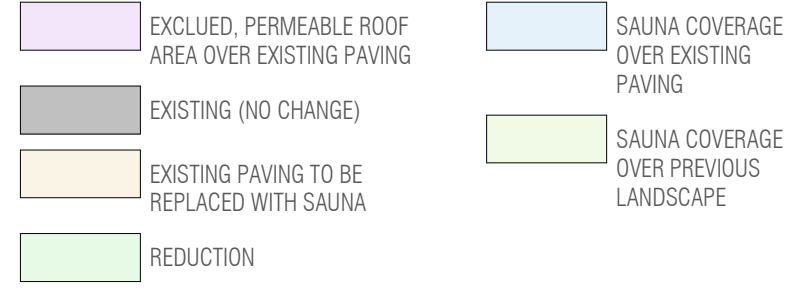 EXCLUED, PERMEABLE ROOF
AREA OVER EXISTING PAVING
EXISTING (NO CHANGE)
EXISTING PAVING TO BE
REPLACED WITH SAUNA
REDUCTION
SAUNA COVERAGE
OVER EXISTING
PAVING
SAUNA COVERAGE
OVER PREVIOUS
LANDSCAPE